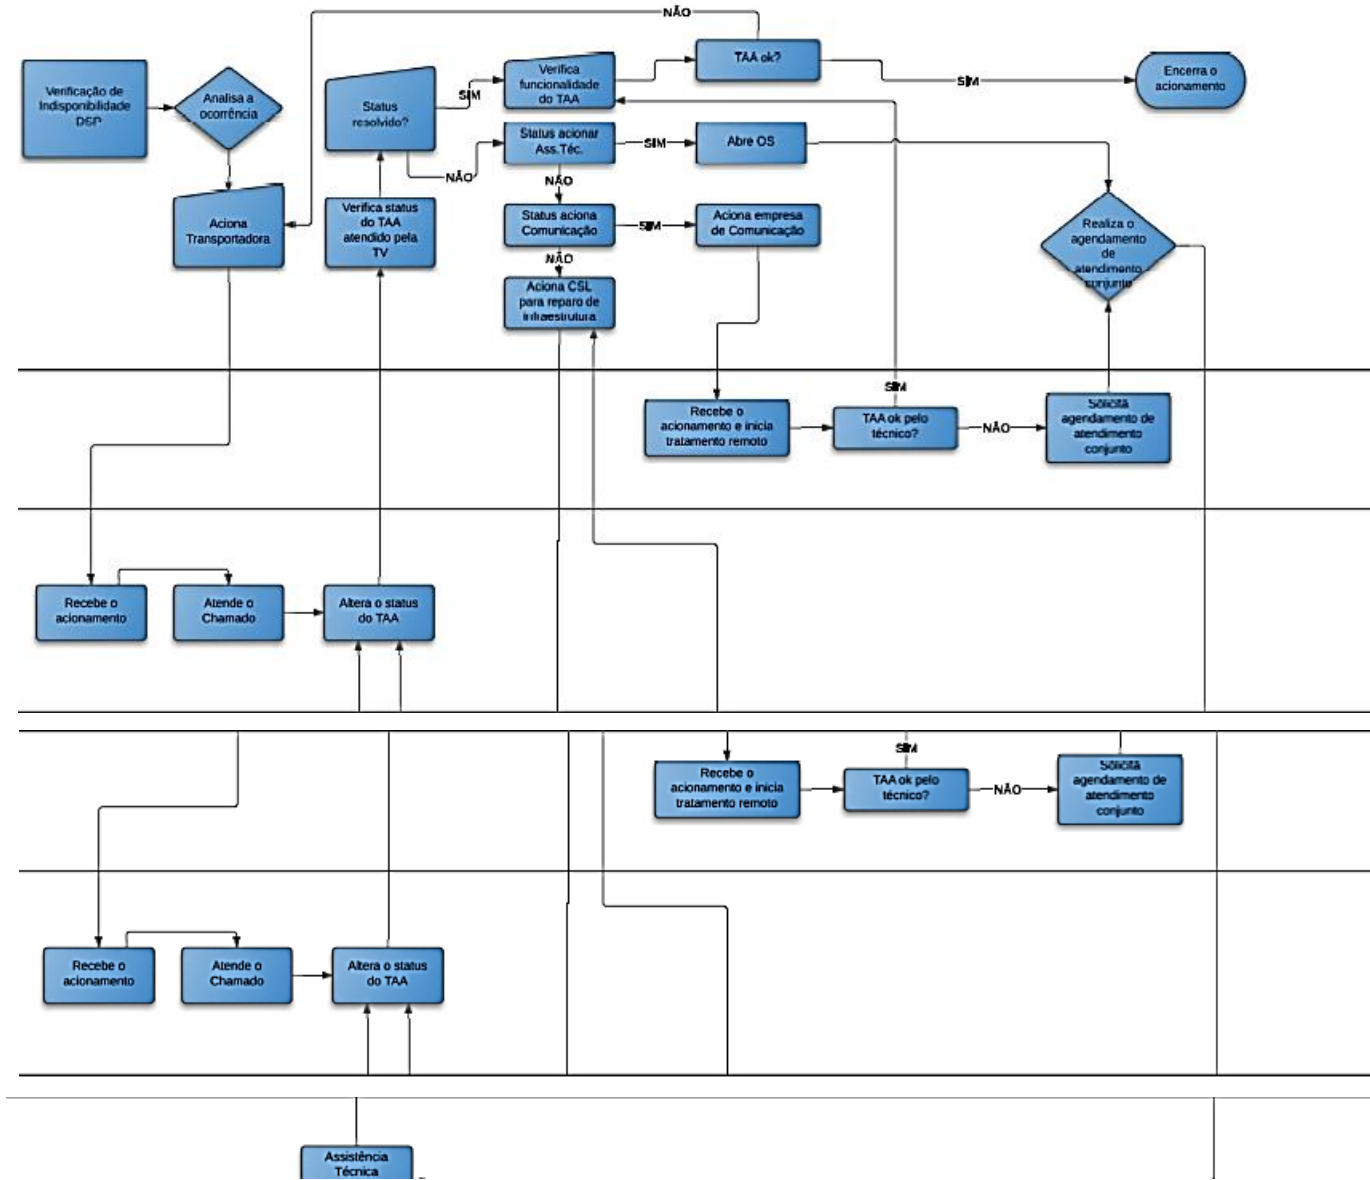 NÃO
Verificação de
Indisponibilidade
DSP
Analisa a
ocorrência
Status
resolvido?
SIM
Verifica
funcionalidade
do TAA
TAA ok?
SIM
Encerra o
acionamento
NÃO
Status acionar
Ass.Téc.
SIM
Abre OS
NÃO
Aciona
Transportadora
Verifica status
do TAA
atendido pela
TV
Status aciona
Comunicação
SIM
Aciona empresa
de Comunicação
Realiza o
agendamento
de
atendimento
conjunto
NÃO
Aciona CSL
para reparo de
infraestrutura
SIM
Recebe o
acionamento e inicia
tratamento remoto
TAA ok pelo
técnico?
NÃO
Solicita
agendamento de
atendimento
conjunto
Recebe o
acionamento
Atende o
Chamado
Altera o status
do TAA
SIM
Recebe o
acionamento e inicia
tratamento remoto
TAA ok pelo
técnico?
NÃO
Solicita
agendamento de
atendimento
conjunto
Recebe o
acionamento
Atende o
Chamado
Altera o status
do TAA
Assistência
Técnica